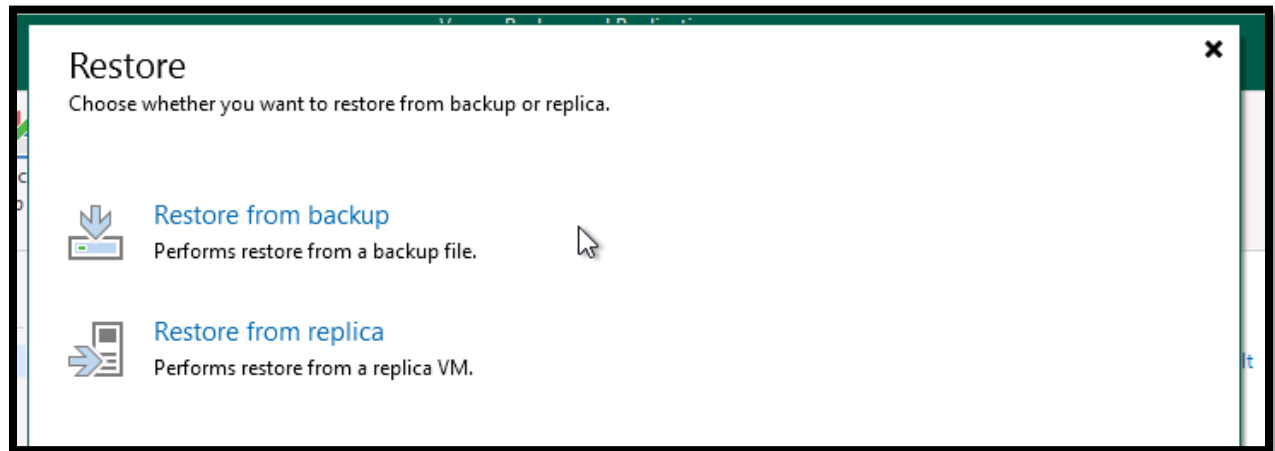 Restore
Choose whether you want to restore from backup or replica.
Restore from backup
Performs restore from a backup file.
Restore from replica
Performs restore from a replica VM.
lt